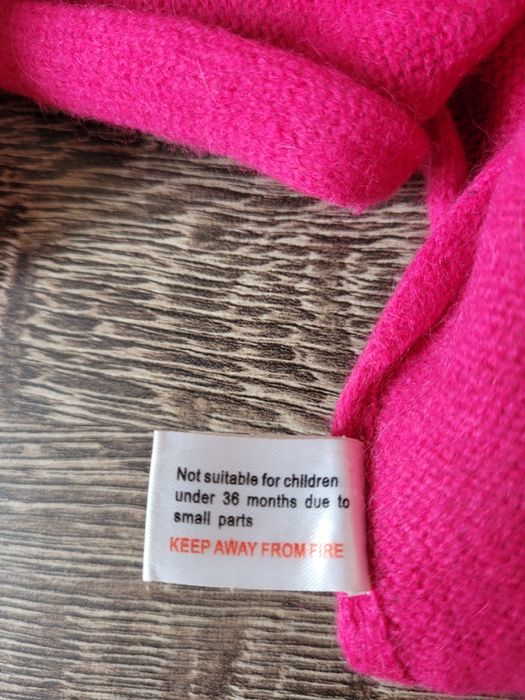 Not suitable for children
under 36 months due to
small parts
KEEP AWAY FROM FIRE